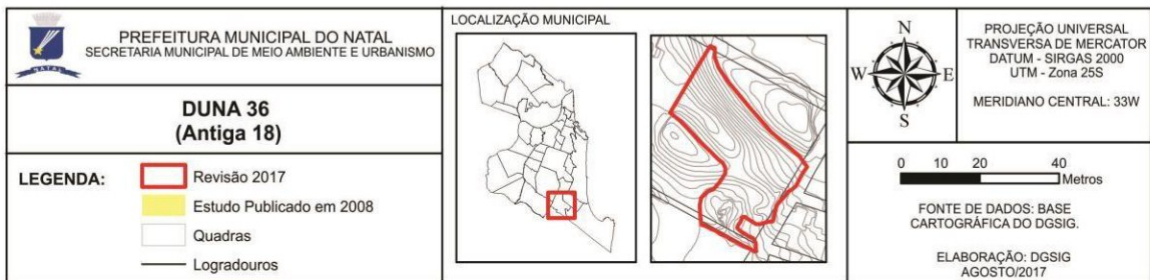 PREFEITURA MUNICIPAL DO NATAL
SECRETARIA MUNICIPAL DE MEIO AMBIENTE E URBANISMO
NATAL
DUNA 36
(Antiga 18)
LEGENDA:
Revisão 2017
Estudo Publicado em 2008
Quadras
Logradouros
LOCALIZAÇÃO MUNICIPAL
N
W
E
S
PROJEÇÃO UNIVERSAL
TRANSVERSA DE MERCATOR
DATUM - SIRGAS 2000
UTM - Zona 25S
MERIDIANO CENTRAL: 33W
0 10 20 40
Metros
FONTE DE DADOS: BASE
CARTOGRÁFICA DO DGSIG.
ELABORAÇÃO: DGSIG
AGOSTO/2017